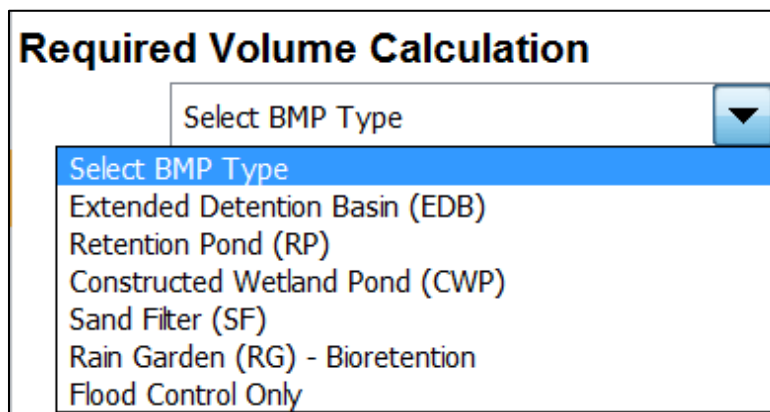 Required Volume Calculation
Select BMP Type
Select BMP Type
Extended Detention Basin (EDB)
Retention Pond (RP)
Constructed Wetland Pond (CWP)
Sand Filter (SF)
Rain Garden (RG) - Bioretention
Flood Control Only